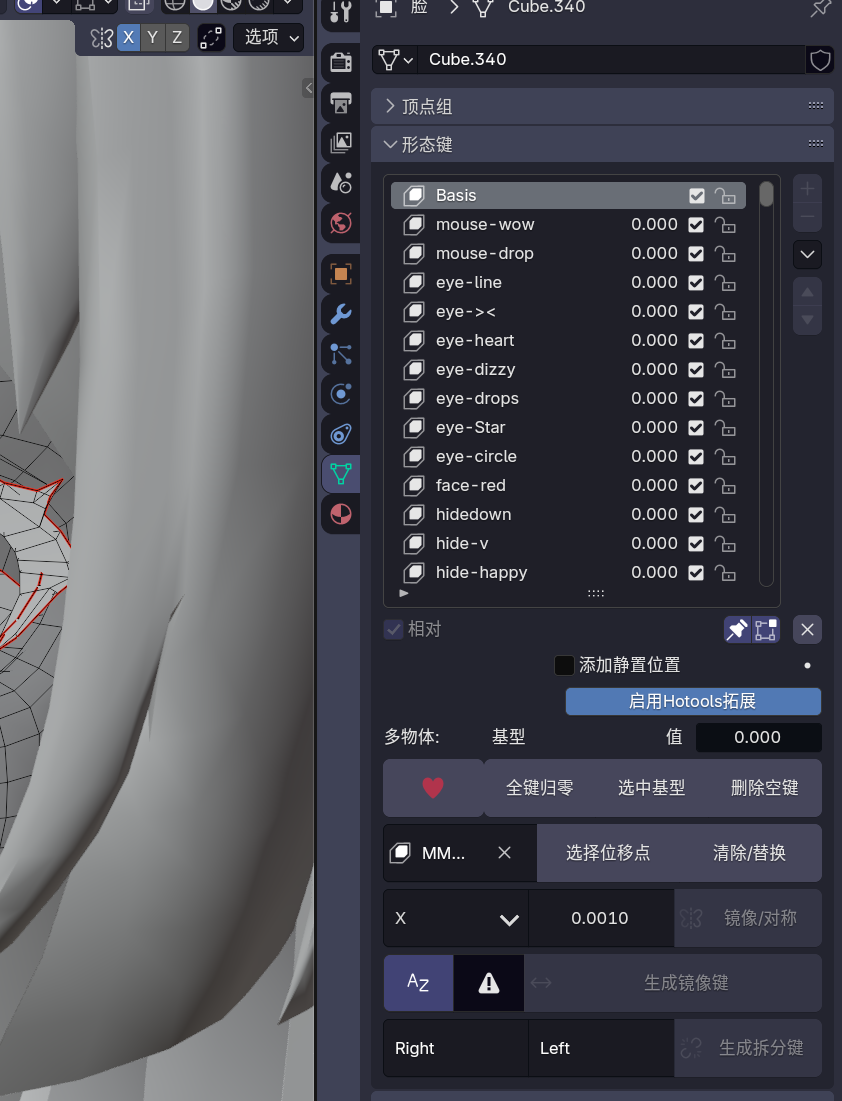 脸 > Cube.340
X Y Z 选项
Cube.340
形点组
形态键
Basis
mouse-wow 0.000
mouse-drop 0.000
eye-line 0.000
eye->< 0.000
eye-heart 0.000
eye-dizzy 0.000
eye-drops 0.000
eye-Star 0.000
eye-circle 0.000
face-red 0.000
hidedown 0.000
hide-v 0.000
hide-happy 0.000
相对
添加静置位置
启用Hotools拓展
多物体: 基型 值 0.000
全键归零 选中基型 删除空键
MM... 选择位移点 清除/替换
X 0.0010 镜像/对称
AZ 生成镜像键
Right Left 生成拆分键